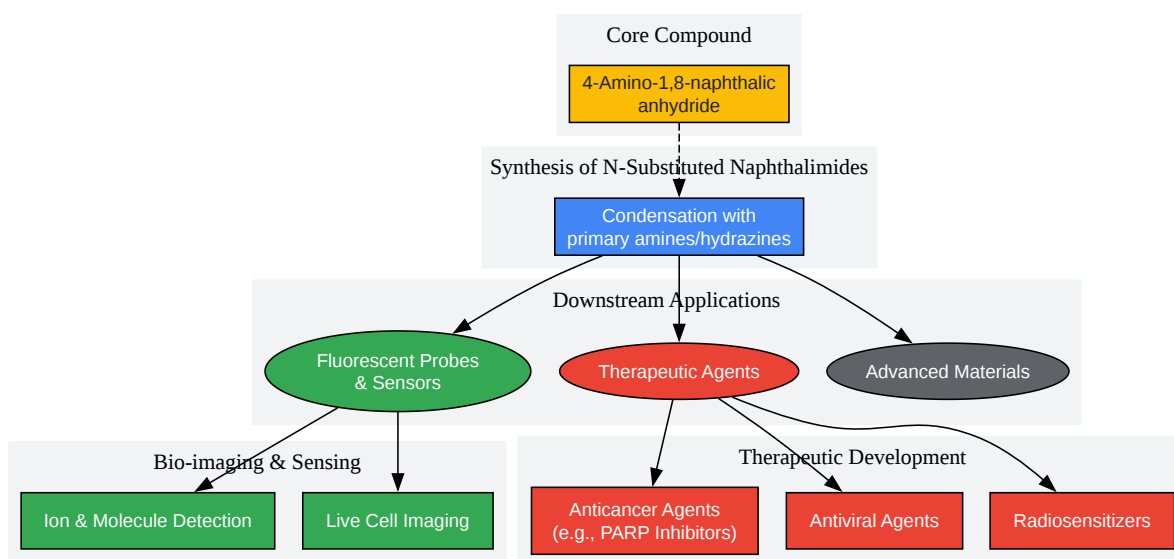 Core Compound
4-Amino-1,8-naphthalic
anhydride
Synthesis of N-Substituted Naphthalimides
Condensation with
primary amines/hydrazines
Downstream Applications
Fluorescent Probes
& Sensors
Therapeutic Agents
Advanced Materials
Bio-imaging & Sensing
Ion & Molecule Detection
Live Cell Imaging
Therapeutic Development
Anticancer Agents
(e.g., PARP Inhibitors)
Antiviral Agents
Radiosensitizers